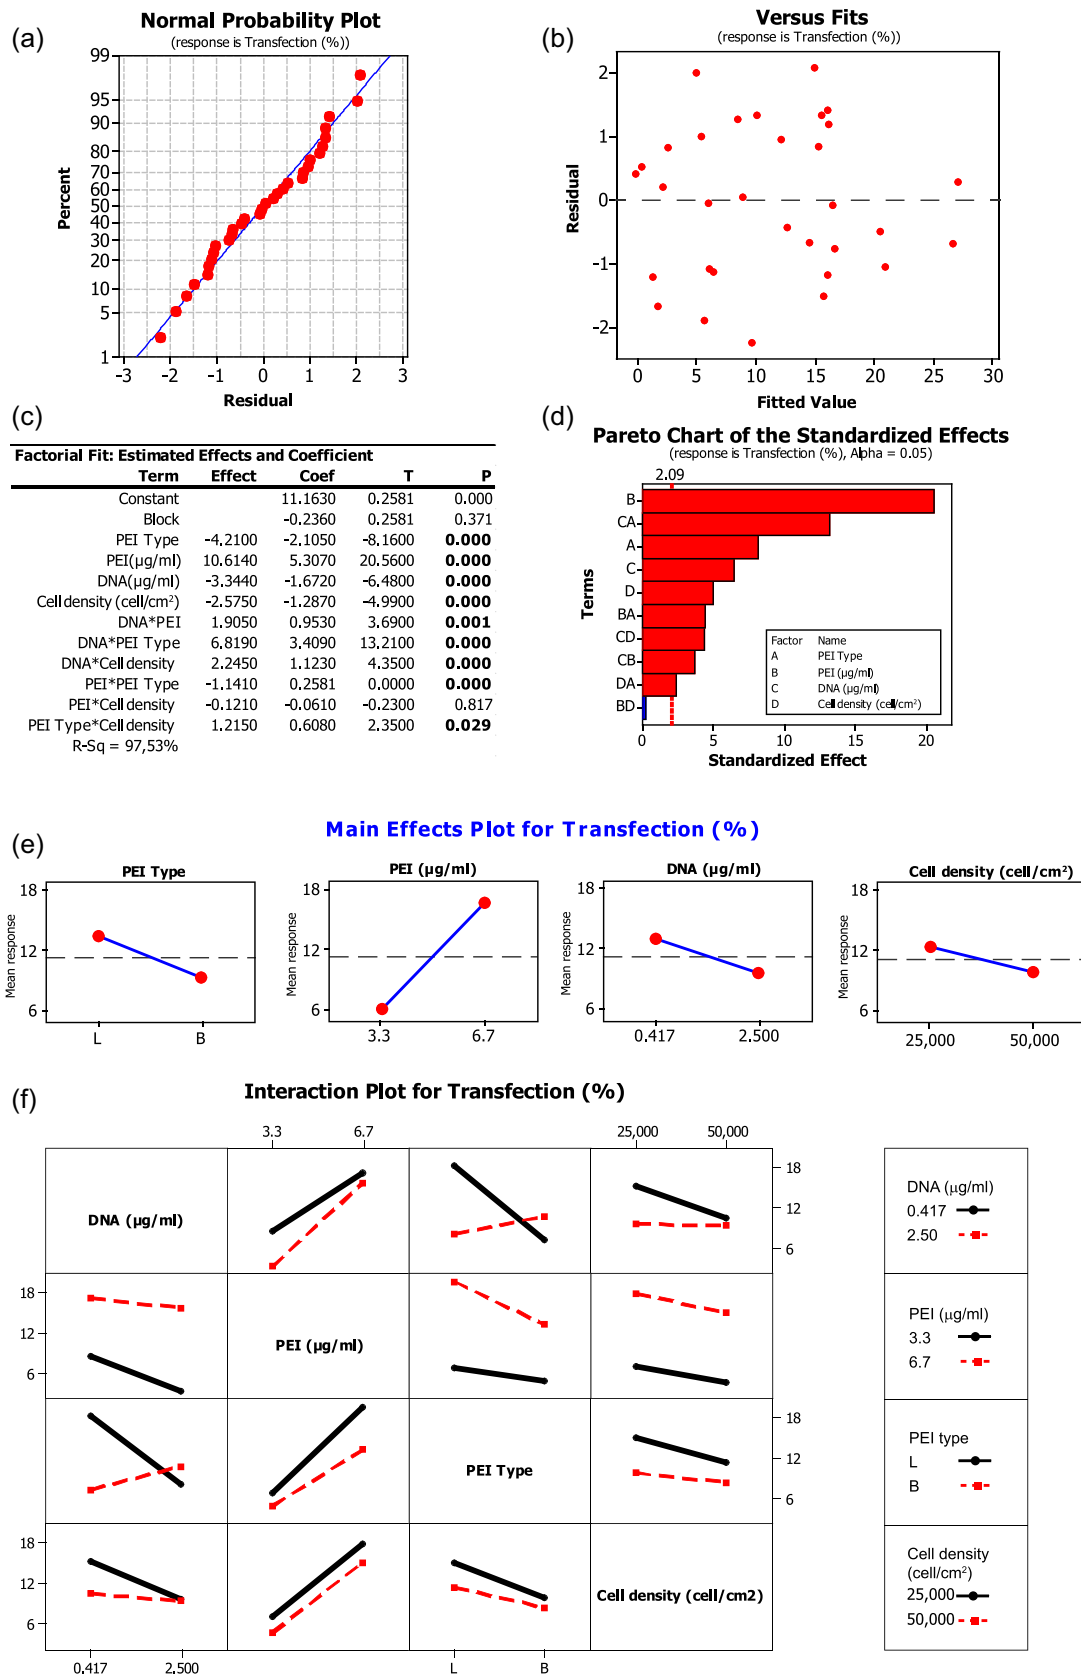 (a)
Normal Probability Plot
(response is Transfection (%))
99
95
90
80
70
60
50
40
30
20
10
5
1
Percent
-3 -2 -1 0 1 2 3
Residual
(b)
Versus Fits
(response is Transfection (%))
2
1
0
-1
-2
Residual
0 5 10 15 20 25 30
Fitted Value
(c)
Factorial Fit: Estimated Effects and Coefficient
Term Effect Coef T P
Constant 11.1630 0.2581 0.000
Block -0.2360 0.2581 0.371
PEI Type -4.2100 -2.1050 -8.1600 0.000
PEI(µg/ml) 10.6140 5.3070 20.5600 0.000
DNA(µg/ml) -3.3440 -1.6720 -6.4800 0.000
Cell density (cell/cm²) -2.5750 -1.2870 -4.9900 0.000
DNA*PEI 1.9050 0.9530 3.6900 0.001
DNA*PEI Type 6.8190 3.4090 13.2100 0.000
DNA*Cell density 2.2450 1.1230 4.3500 0.000
PEI*PEI Type -1.1410 0.2581 0.0000 0.000
PEI*Cell density -0.1210 -0.0610 -0.2300 0.817
PEI Type*Cell density 1.2150 0.6080 2.3500 0.029
R-Sq = 97,53%
(d)
Pareto Chart of the Standardized Effects
(response is Transfection (%), Alpha = 0.05)
2.09
B
CA
A
C
D
BA
CD
CB
DA
BD
Terms
Factor Name
A PEI Type
B PEI (µg/ml)
C DNA (µg/ml)
D Cell density (cell/cm²)
0 5 10 15 20
Standardized Effect
(e)
Main Effects Plot for Transfection (%)
PEI Type
18
12
6
Mean response
L B
PEI (µg/ml)
18
12
6
Mean response
3.3 6.7
DNA (µg/ml)
18
12
6
Mean response
0.417 2.500
Cell density (cell/cm²)
18
12
6
Mean response
25,000 50,000
(f)
Interaction Plot for Transfection (%)
3.3 6.7 25,000 50,000
DNA (µg/ml)
18
12
6
DNA (µg/ml)
0.417
2.50
18
12
6
PEI (µg/ml)
PEI (µg/ml)
3.3
6.7
PEI Type
18
12
6
PEI type
L
B
18
12
6
Cell density (cell/cm2)
Cell density
(cell/cm²)
25,000
50,000
0.417 2.500 L B